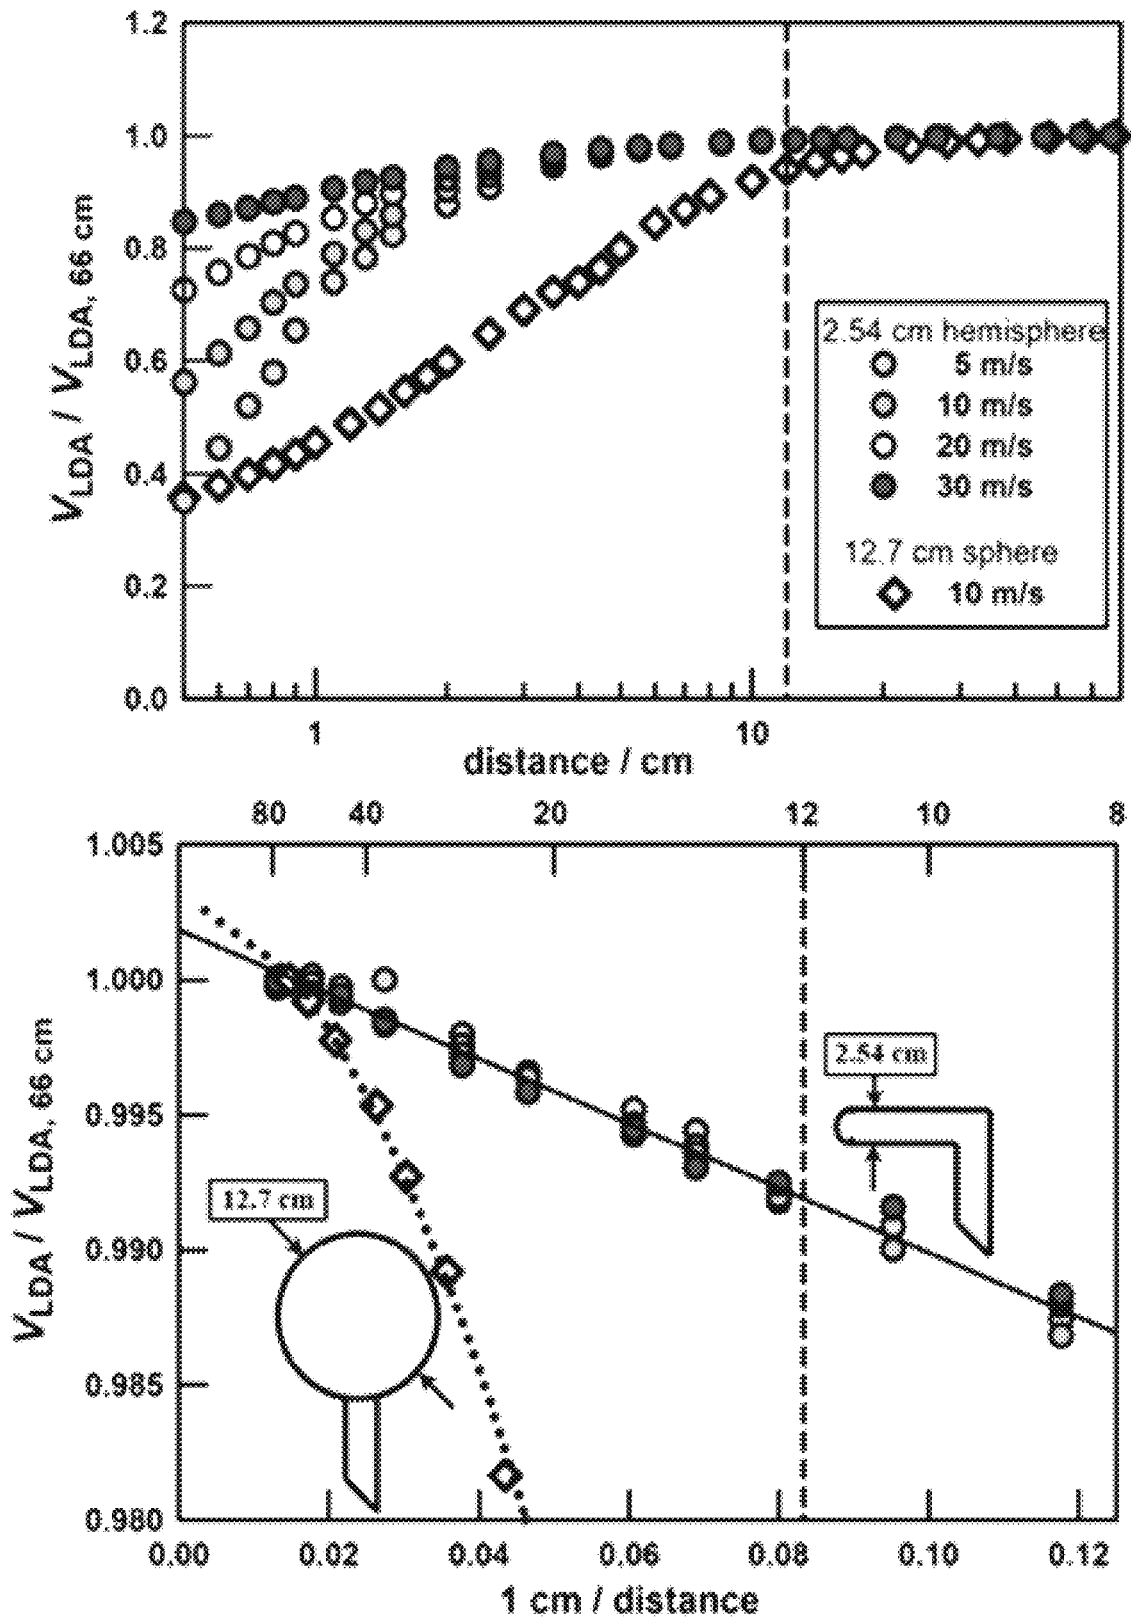 1.2
1.0
0.8
0.6
0.4
0.2
0.0
V LDA / V LDA, 66 cm
2.54 cm hemisphere
5 m/s
10 m/s
20 m/s
30 m/s
12.7 cm sphere
10 m/s
1 10
distance / cm
80 40 20 12 10 8
1.005
1.000
0.995
0.990
0.985
0.980
V LDA / V LDA, 66 cm
2.54 cm
12.7 cm
0.00 0.02 0.04 0.06 0.08 0.10 0.12
1 cm / distance